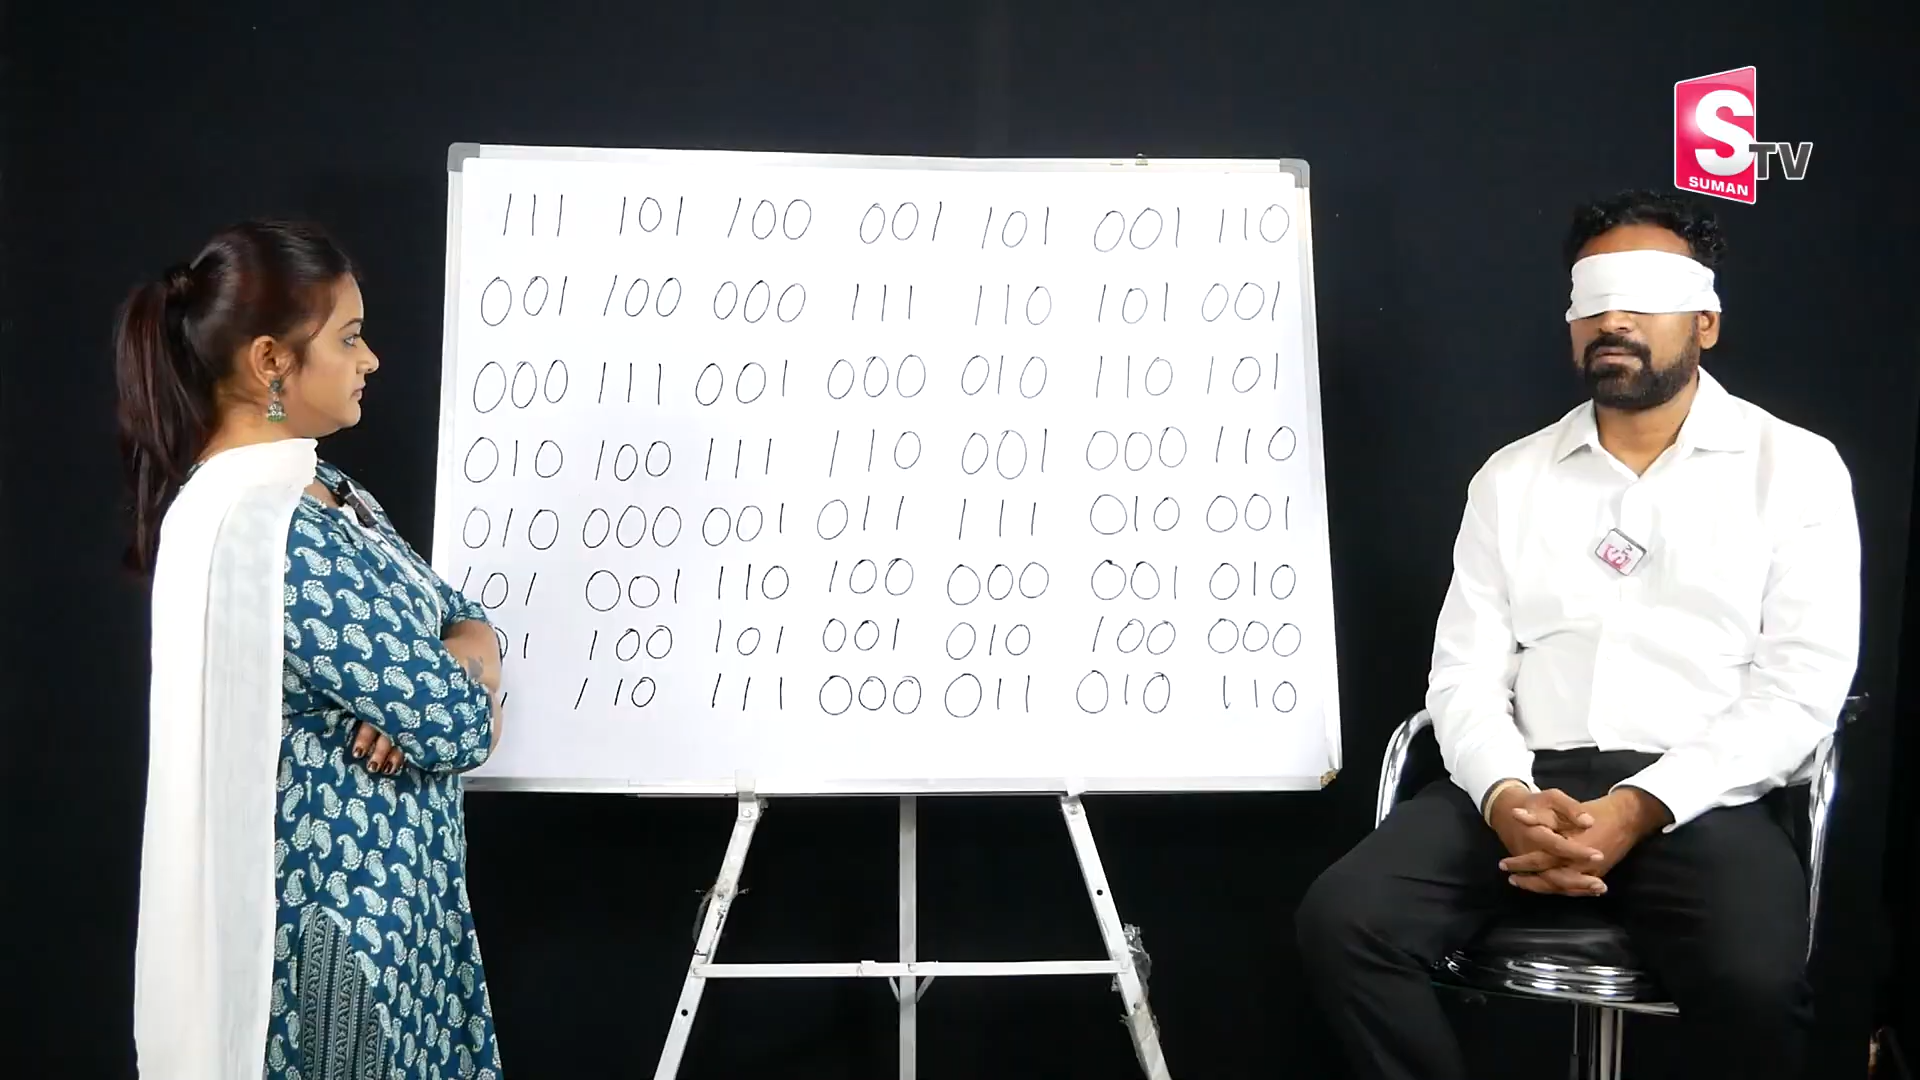 111 101 100 001 101 001 110
001 100 000 111 110 101 001
000 111 001 000 010 110 101
010 100 111 110 001 000 110
010 000 001 011 111 010 001
101 001 110 100 000 001 010
100 101 001 010 100 000
110 111 000 011 010 110
S TV
SUMAN